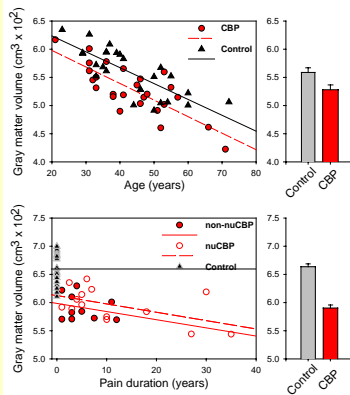 6.5
6.0
5.5
5.0
4.5
4.0
Gray matter volume (cm³ x 10²)
CBP
Control
20 30 40 50 60 70 80
Age (years)
6.5
6.0
5.5
5.0
4.5
4.0
Control
CBP
7.5
7.0
6.5
6.0
5.5
5.0
Gray matter volume (cm³ x 10²)
non-nuCBP
nuCBP
Control
0 10 20 30 40
Pain duration (years)
7.5
7.0
6.5
6.0
5.5
5.0
Control
CBP